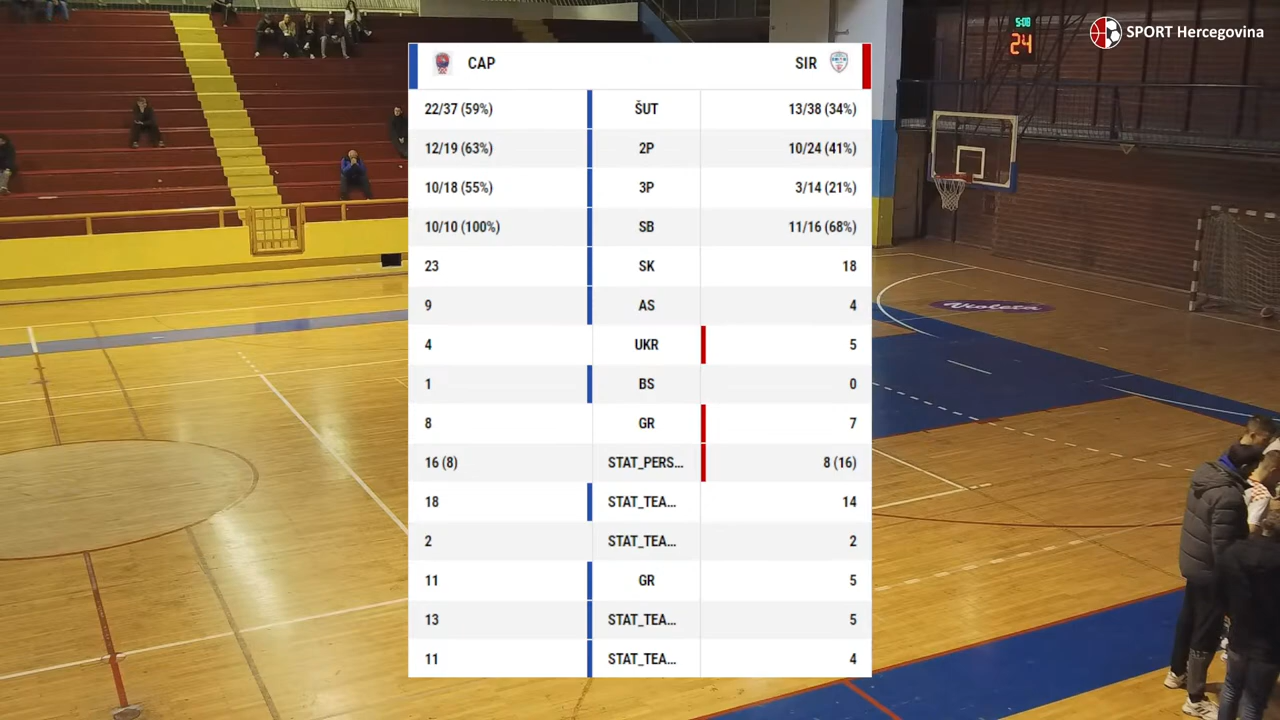 5:08
24
SPORT Hercegovina
CAP SIR
22/37 (59%) ŠUT 13/38 (34%)
12/19 (63%) 2P 10/24 (41%)
10/18 (55%) 3P 3/14 (21%)
10/10 (100%) SB 11/16 (68%)
23 SK 18
9 AS 4
4 UKR 5
1 BS 0
8 GR 7
16 (8) STAT_PERS... 8 (16)
18 STAT_TEA... 14
2 STAT_TEA... 2
11 GR 5
13 STAT_TEA... 5
11 STAT_TEA... 4
Violeta